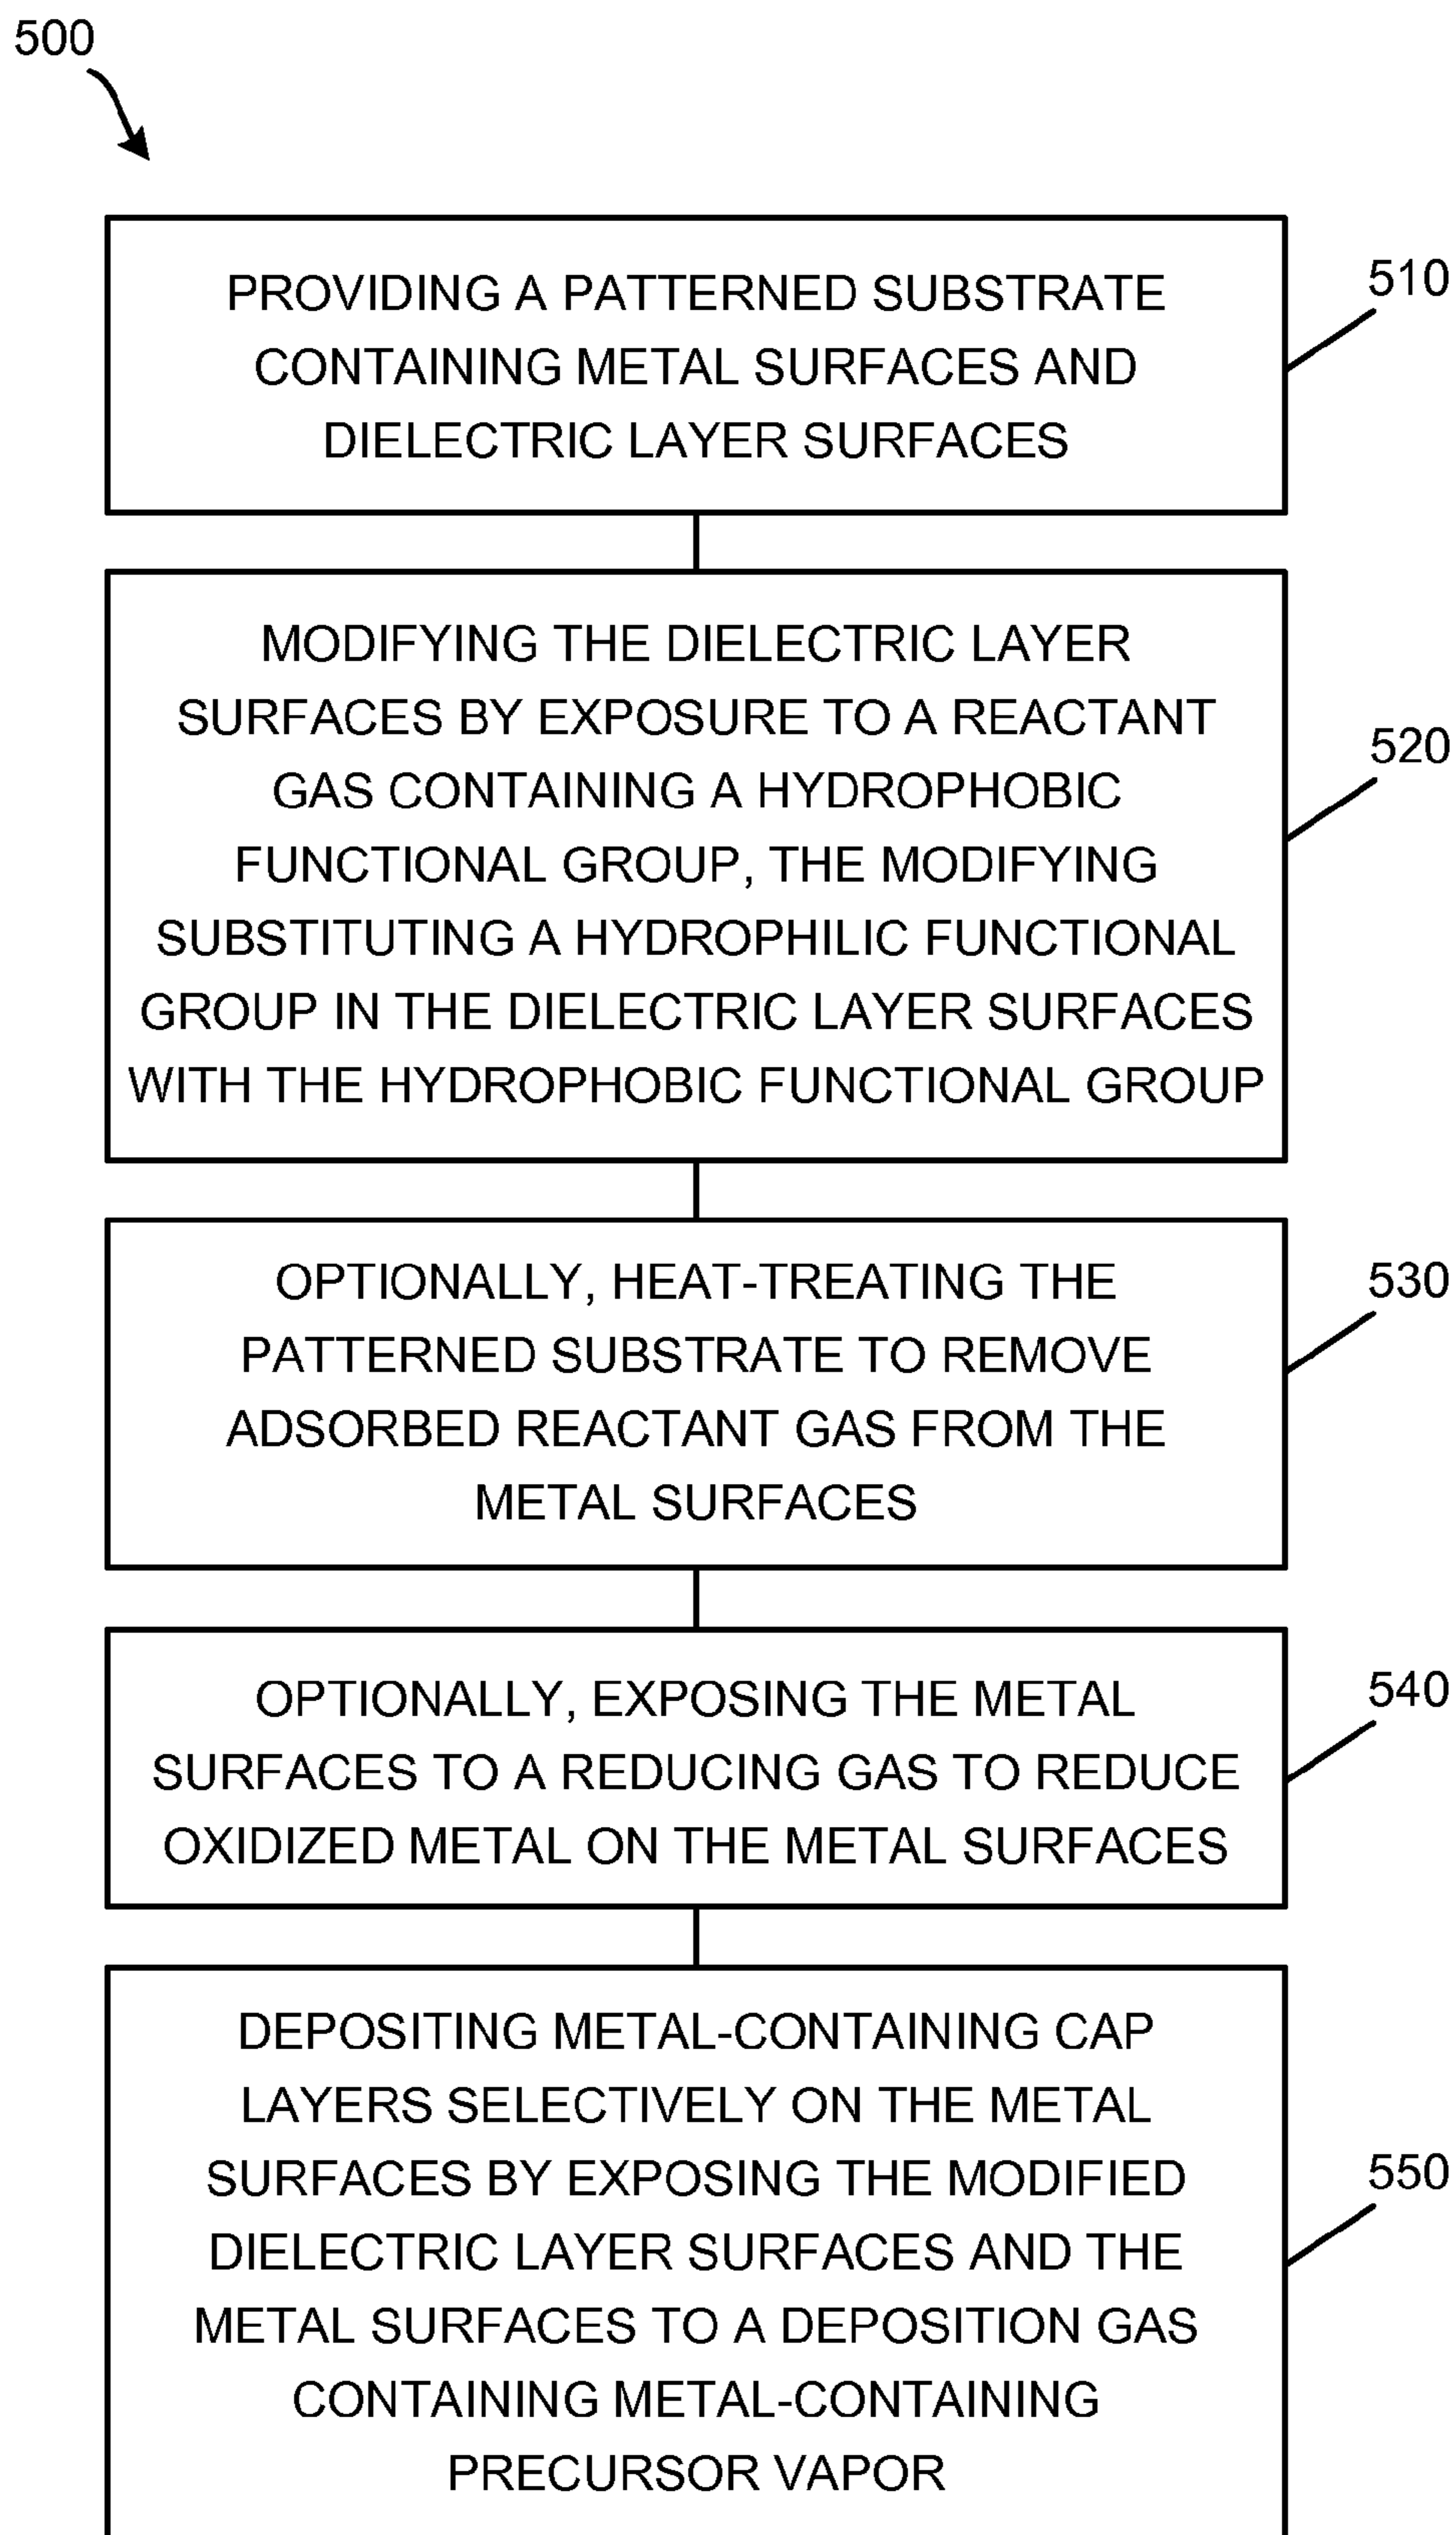 500
PROVIDING A PATTERNED SUBSTRATE
CONTAINING METAL SURFACES AND
DIELECTRIC LAYER SURFACES
510
MODIFYING THE DIELECTRIC LAYER
SURFACES BY EXPOSURE TO A REACTANT
GAS CONTAINING A HYDROPHOBIC
FUNCTIONAL GROUP, THE MODIFYING
SUBSTITUTING A HYDROPHILIC FUNCTIONAL
GROUP IN THE DIELECTRIC LAYER SURFACES
WITH THE HYDROPHOBIC FUNCTIONAL GROUP
520
OPTIONALLY, HEAT-TREATING THE
PATTERNED SUBSTRATE TO REMOVE
ADSORBED REACTANT GAS FROM THE
METAL SURFACES
530
OPTIONALLY, EXPOSING THE METAL
SURFACES TO A REDUCING GAS TO REDUCE
OXIDIZED METAL ON THE METAL SURFACES
540
DEPOSITING METAL-CONTAINING CAP
LAYERS SELECTIVELY ON THE METAL
SURFACES BY EXPOSING THE MODIFIED
DIELECTRIC LAYER SURFACES AND THE
METAL SURFACES TO A DEPOSITION GAS
CONTAINING METAL-CONTAINING
PRECURSOR VAPOR
550